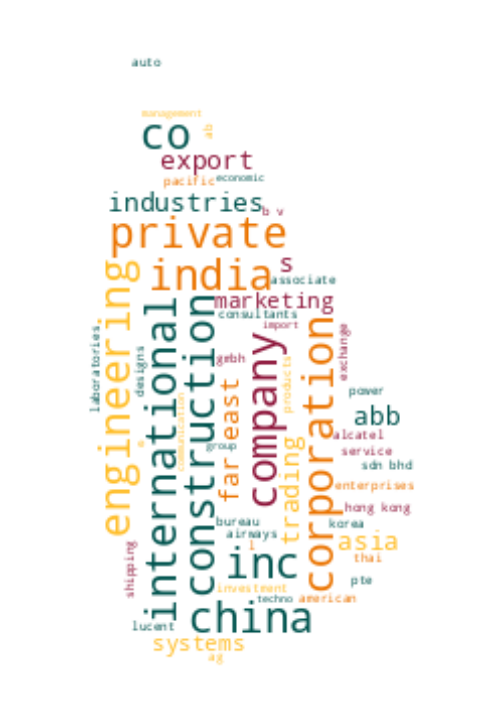 auto
management
co
ab
export
pacific
economic
industries
b v
private
s
india
associate
engineering
international
construction
marketing
consultants
import
corporation
company
exchange
laboratories
designs
gmbh
products
far east
communication
power
abb
alcatel
group
trading
service
sdn bhd
enterprises
hong kong
bureau
korea
airways
asia
l
inc
thai
shipping
pte
investment
techno
american
china
lucent
systems
ag